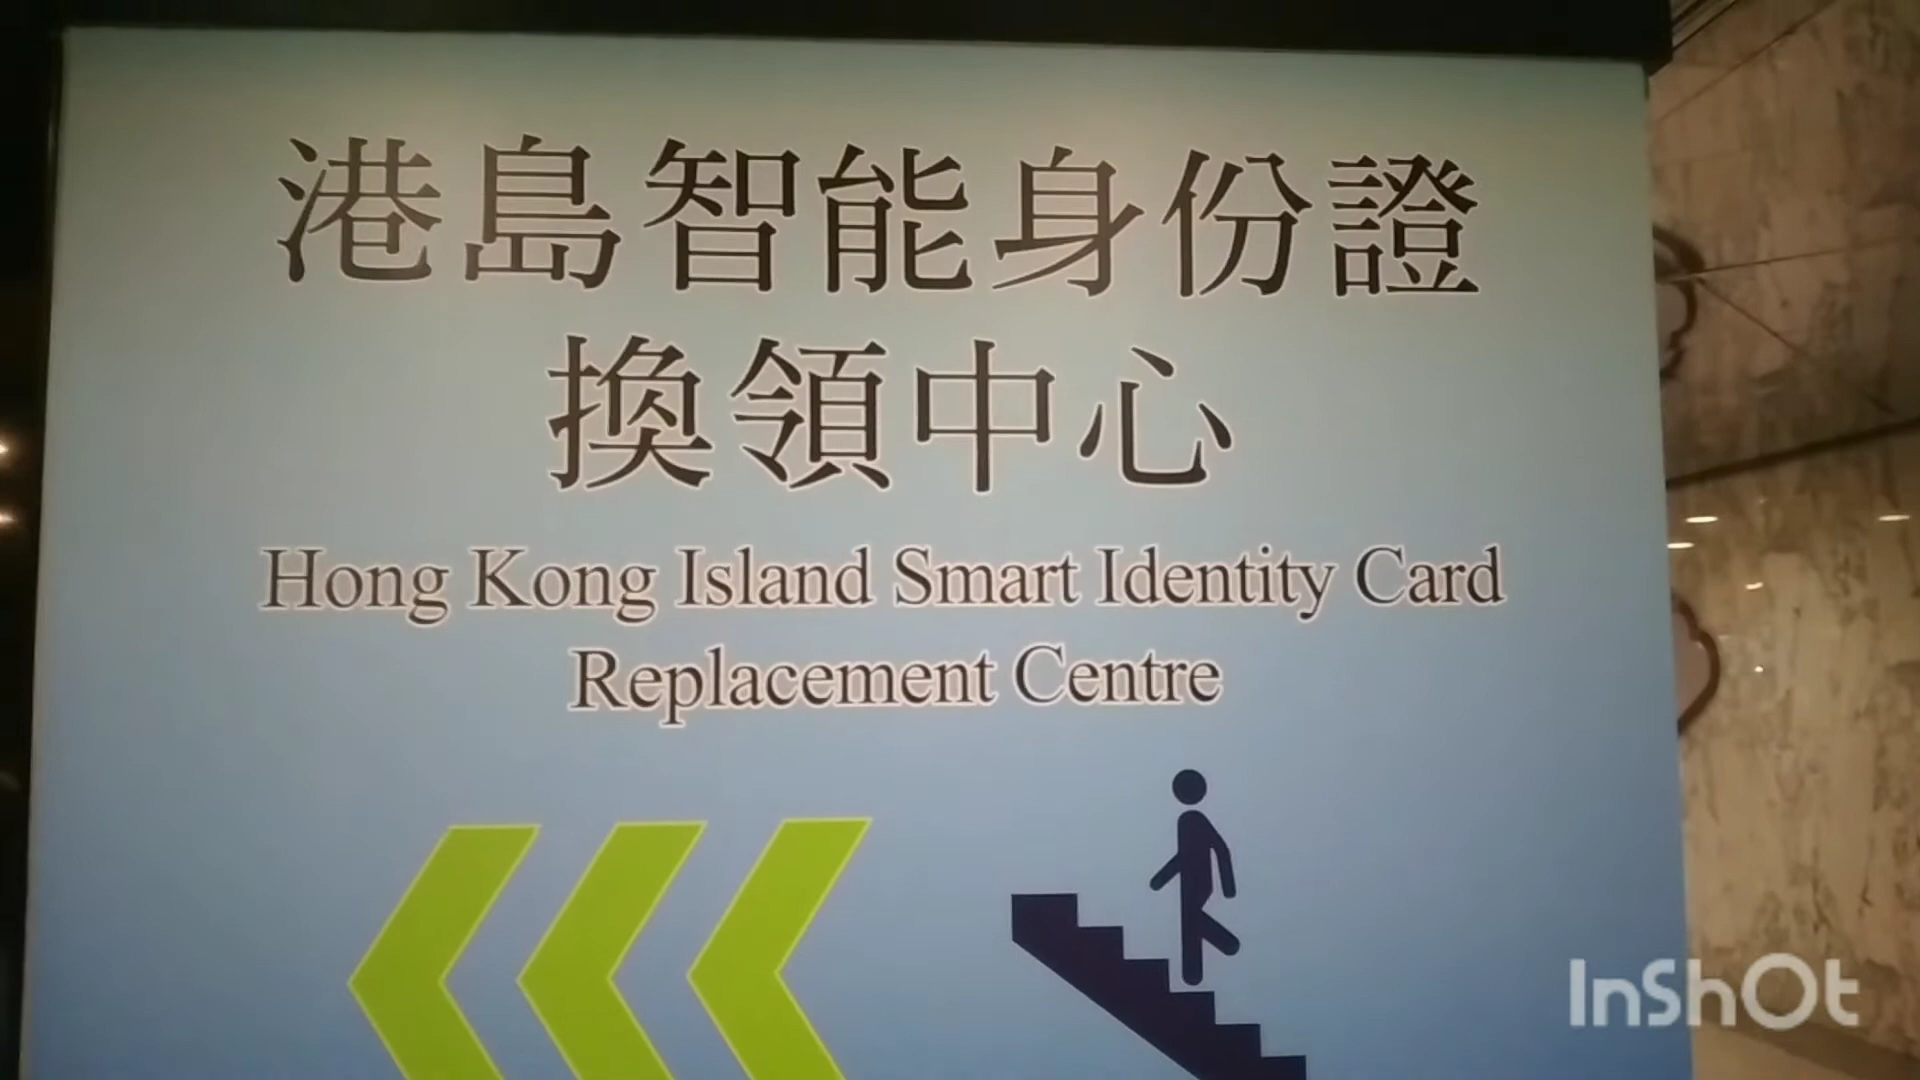 港島智能身份證
換領中心
Hong Kong Island Smart Identity Card
Replacement Centre
InShOt